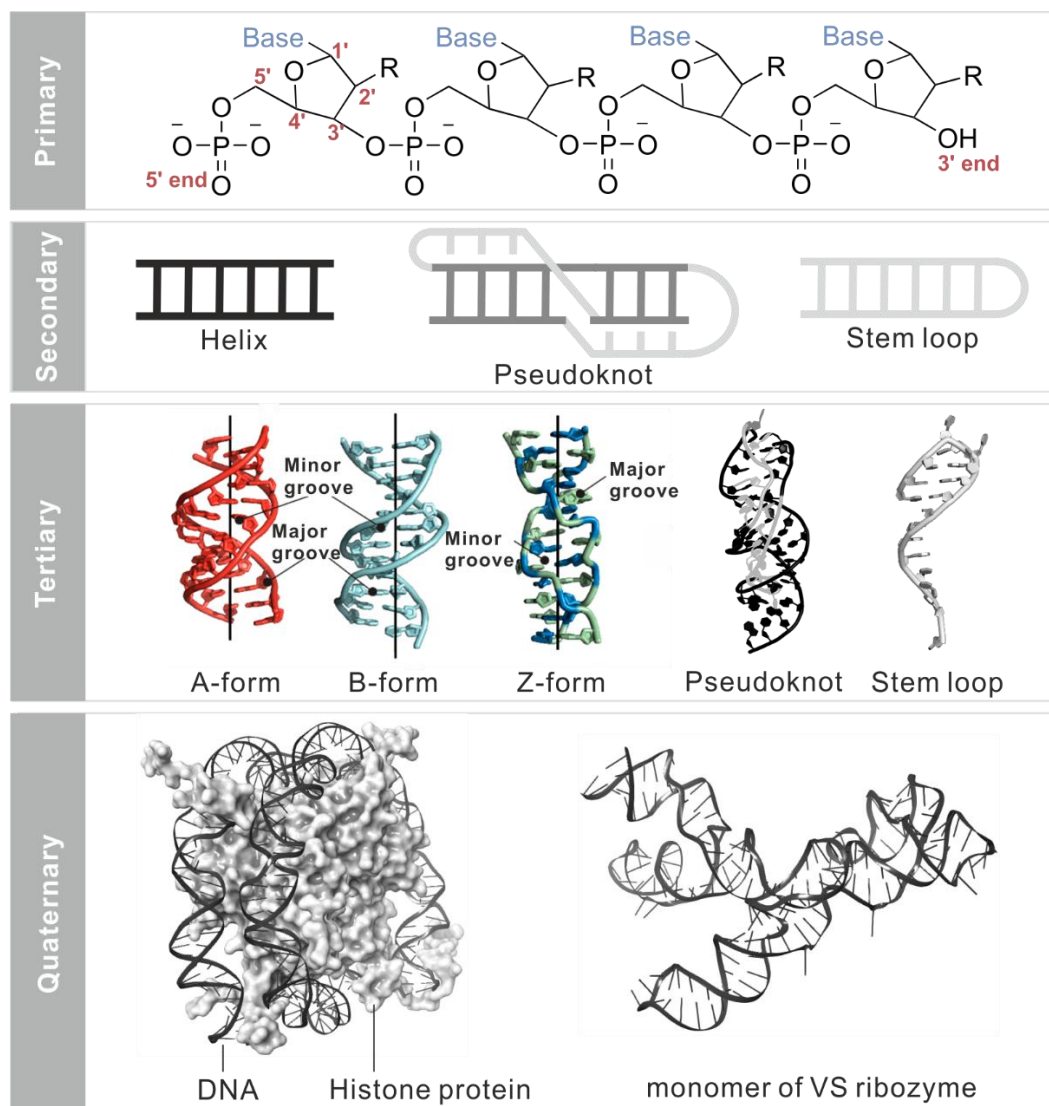 Primary
Base Base Base Base
1'
5' O R O R O R O R
2'
O 4' 3' O O O
− − − − −
O P O O P O O P O O P O OH
5' end O O O O 3' end
Secondary
Helix
Pseudoknot
Stem loop
Tertiary
Minor
groove
Major
groove
Major
groove
Minor
groove
A-form B-form Z-form Pseudoknot Stem loop
Quaternary
DNA Histone protein monomer of VS ribozyme